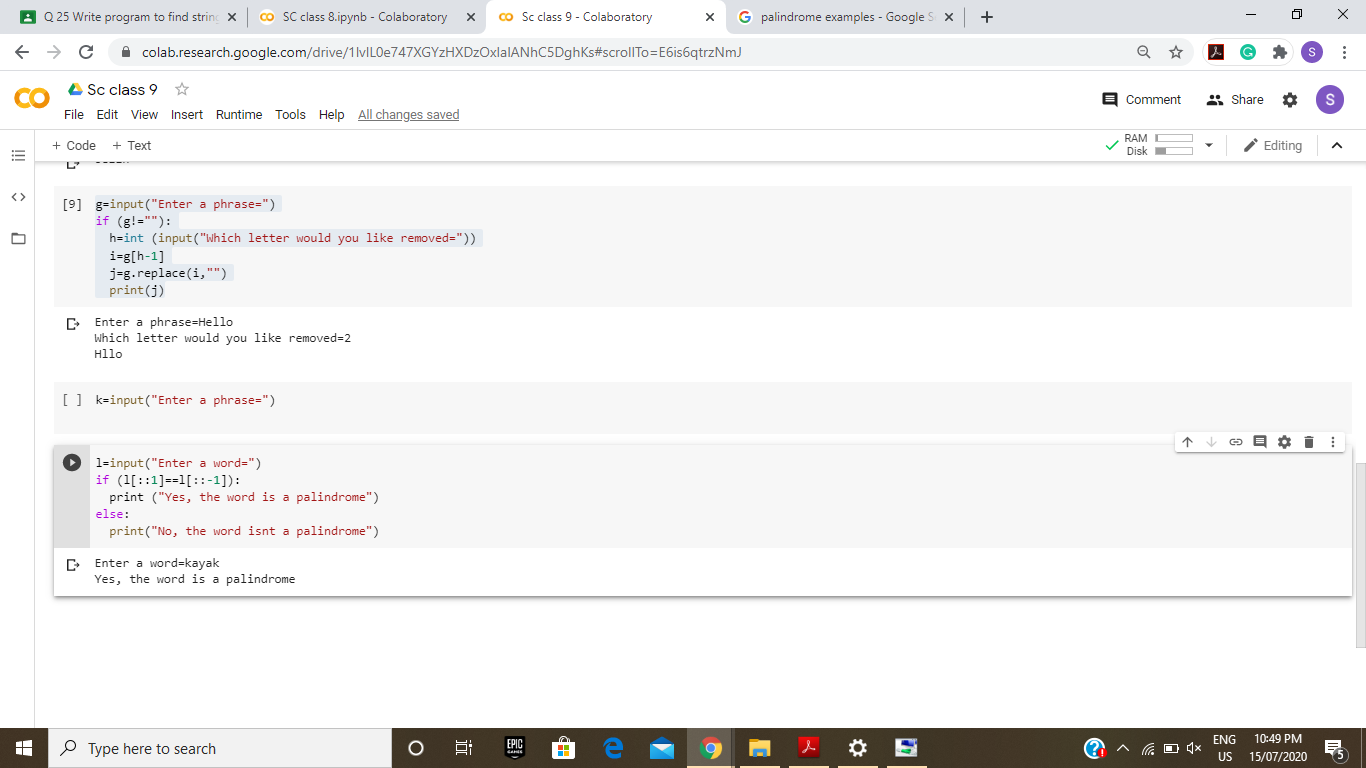 Q 25 Write program to find string
SC class 8.ipynb - Colaboratory
Sc class 9 - Colaboratory
palindrome examples - Google S
colab.research.google.com/drive/1lvIL0e747XGYzHXDzOxlaIANhC5DghKs#scrollTo=E6is6qtrzNmJ
S
Sc class 9
Comment
Share
S
File Edit View Insert Runtime Tools Help All changes saved
+ Code + Text
RAM
Disk
Editing
[9] g=input("Enter a phrase=")
if (g!=""):
h=int (input("Which letter would you like removed="))
i=g[h-1]
j=g.replace(i,"")
print(j)
Enter a phrase=Hello
Which letter would you like removed=2
Hllo
[ ] k=input("Enter a phrase=")
l=input("Enter a word=")
if (l[::1]==l[::-1]):
print ("Yes, the word is a palindrome")
else:
print("No, the word isnt a palindrome")
Enter a word=kayak
Yes, the word is a palindrome
Type here to search
EPIC
GAMES
ENG
US
10:49 PM
15/07/2020
5